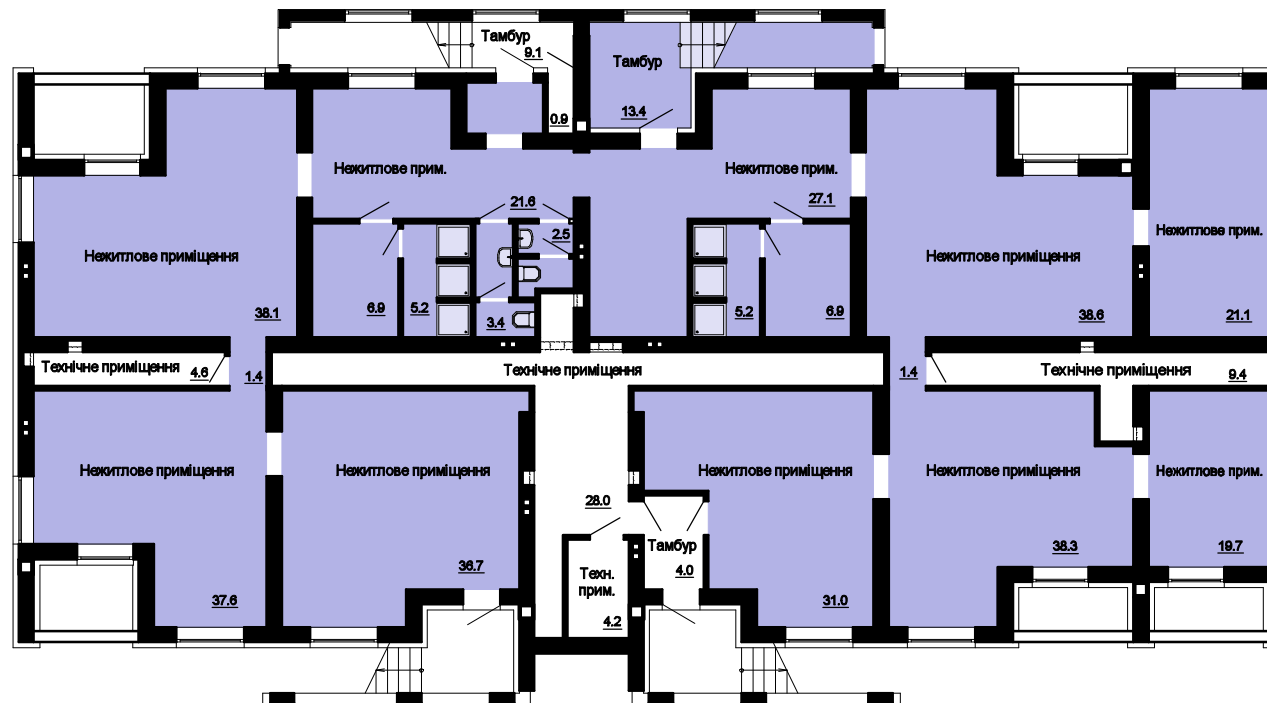 Тамбур
9.1
Тамбур
13.4
0.9
Нежитлове прим.
Нежитлове прим.
21.6
27.1
2.5
Нежитлове прим.
Нежитлове приміщення
Нежитлове приміщення
38.1
6.9
5.2
3.4
5.2
6.9
38.6
21.1
Технічне приміщення
4.6
1.4
Технічне приміщення
1.4
Технічне приміщення
9.4
Нежитлове приміщення
Нежитлове приміщення
Нежитлове приміщення
Нежитлове приміщення
Нежитлове прим.
28.0
Тамбур
4.0
38.3
19.7
36.7
Техн.
прим.
4.2
37.6
31.0